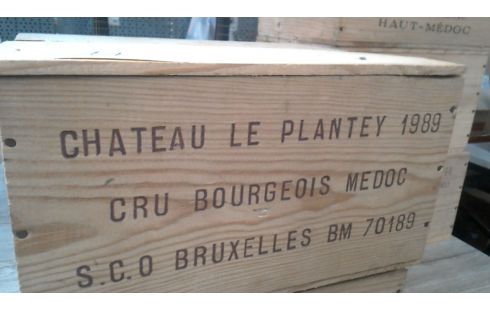 HAUT-MÉDOC
CHATEAU LE PLANTEY 1989
CRU BOURGEOIS MEDOC
S.C.O BRUXELLES BM 70189